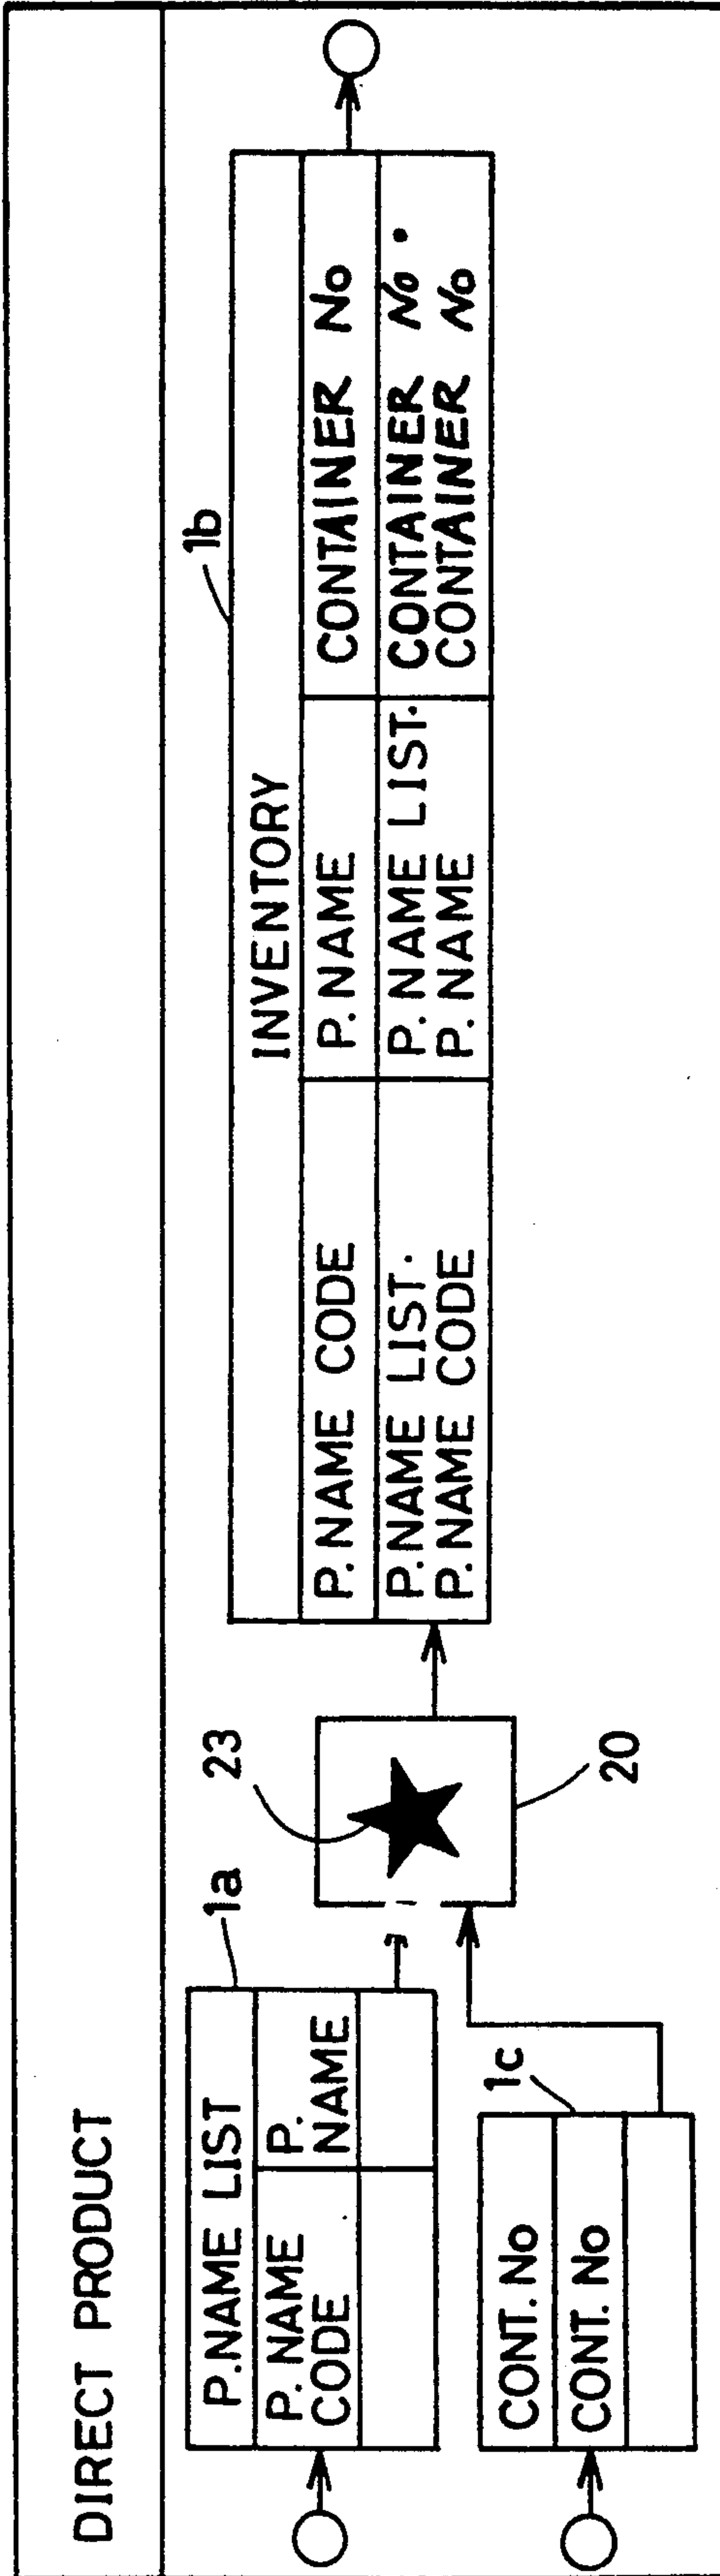 DIRECT PRODUCT
P.NAME LIST
1a
P. NAME
CODE
P.
NAME
CONT. No
1c
CONT. No
23
20
1b
INVENTORY
P.NAME CODE
P.NAME
CONTAINER No
P.NAME LIST.
P.NAME CODE
P. NAME LIST.
P. NAME
CONTAINER No.
CONTAINER No